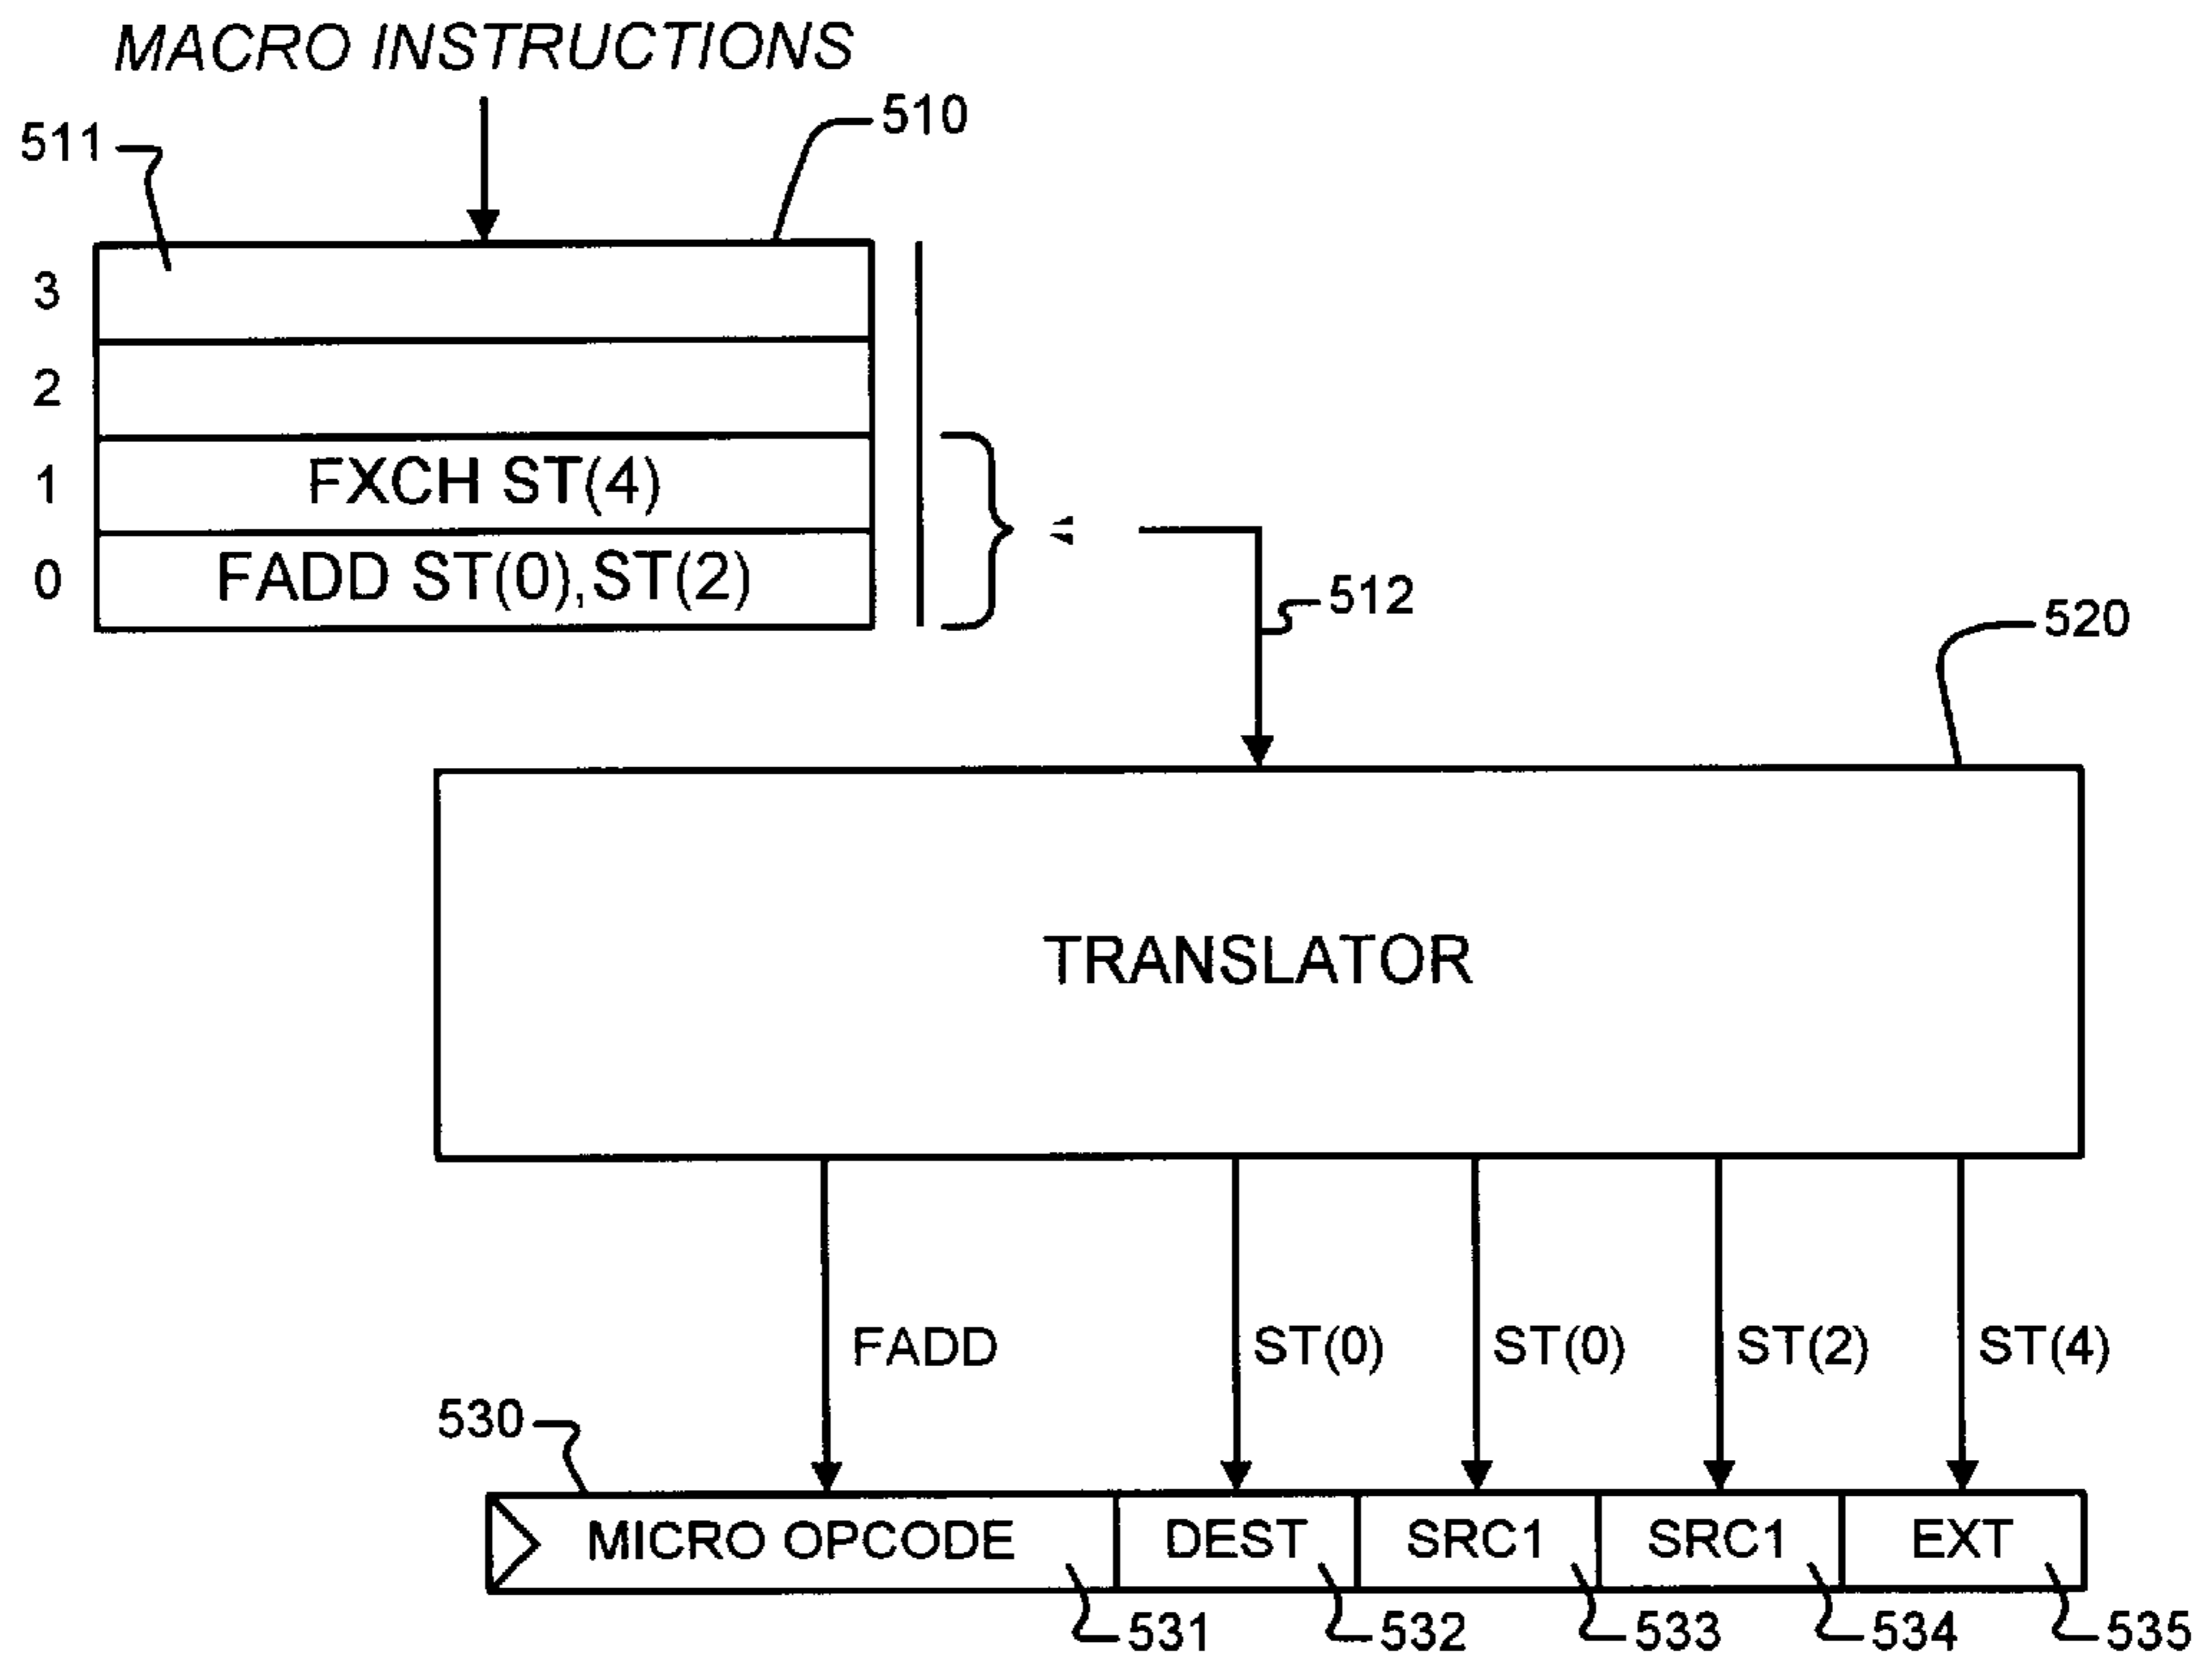 MACRO INSTRUCTIONS
511
510
3
2
1 FXCH ST(4)
0 FADD ST(0),ST(2)
512
520
TRANSLATOR
FADD ST(0) ST(0) ST(2) ST(4)
530
MICRO OPCODE DEST SRC1 SRC1 EXT
531 532 533 534 535